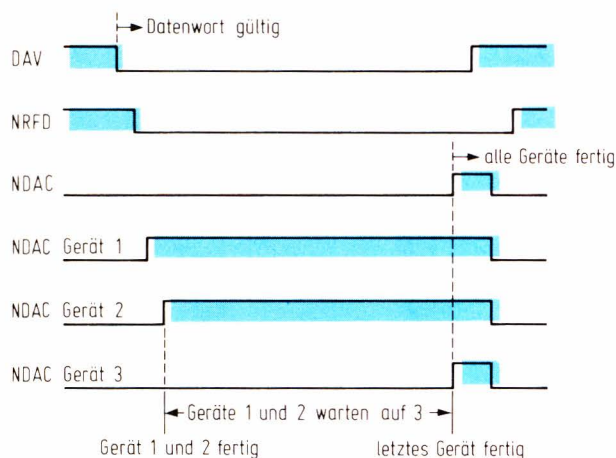 Datenwort gültig
DAV
NRFD
alle Geräte fertig
NDAC
NDAC Gerät 1
NDAC Gerät 2
NDAC Gerät 3
Geräte 1 und 2 warten auf 3
Gerät 1 und 2 fertig
letztes Gerät fertig